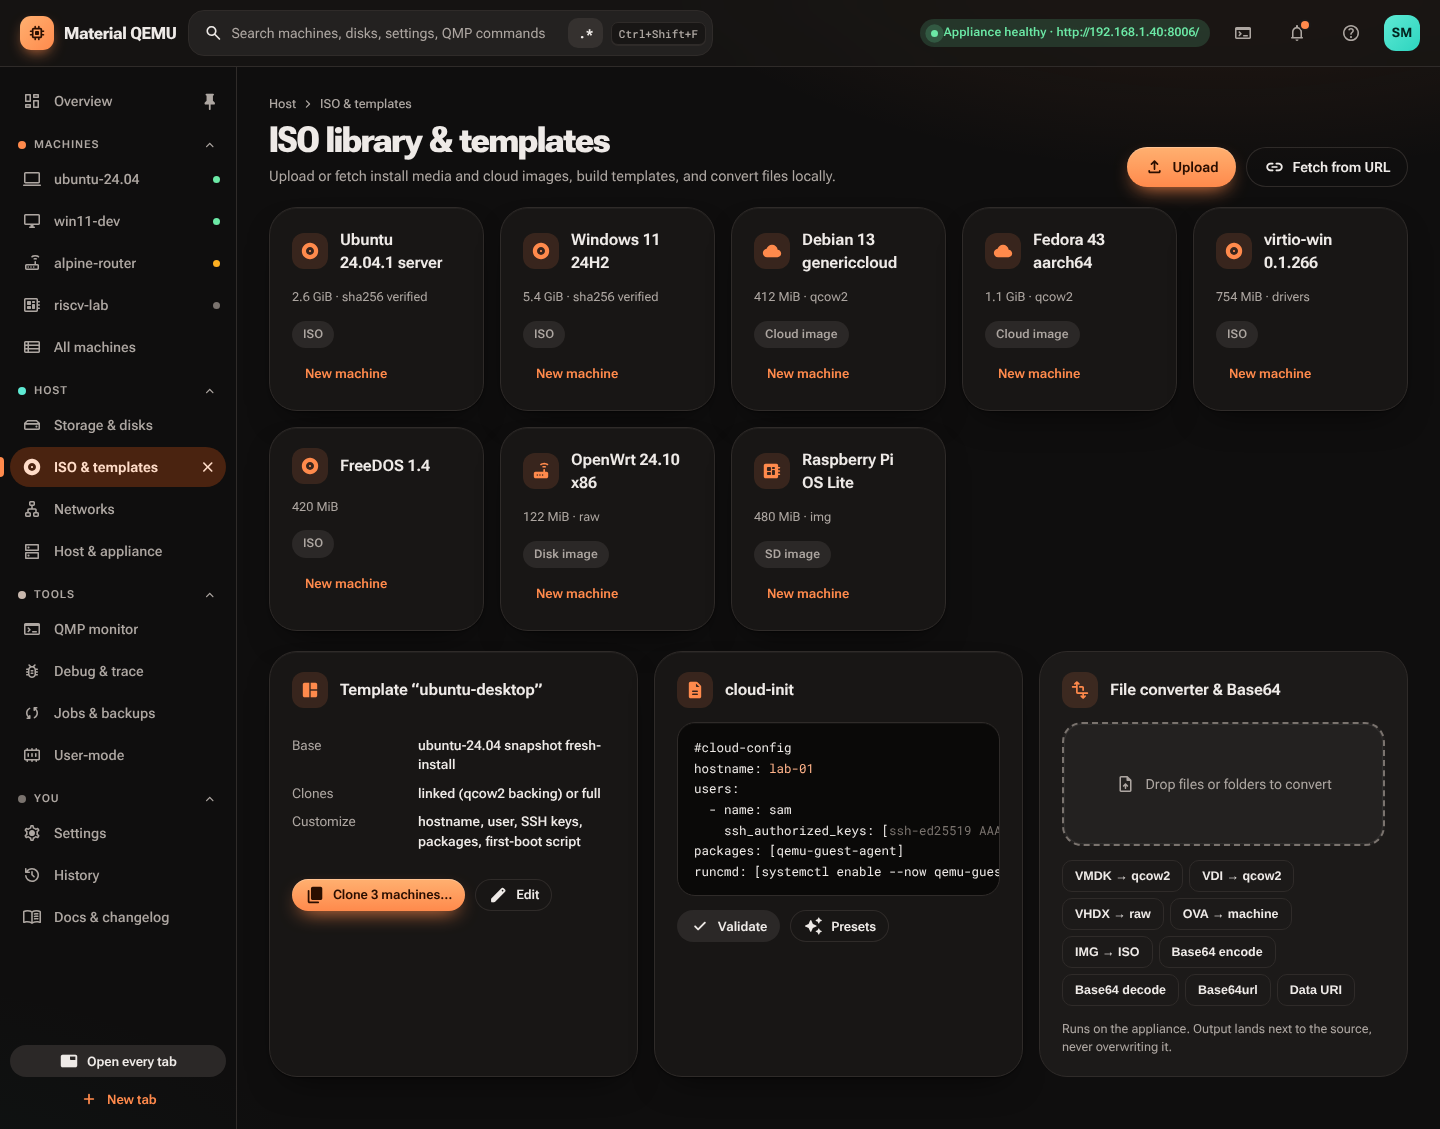 Material QEMU
Search machines, disks, settings, QMP commands
.*
Ctrl+Shift+F
Appliance healthy · http://192.168.1.40:8006/
SM
Overview
MACHINES
ubuntu-24.04
win11-dev
alpine-router
riscv-lab
All machines
HOST
Storage & disks
ISO & templates
Networks
Host & appliance
TOOLS
QMP monitor
Debug & trace
Jobs & backups
User-mode
YOU
Settings
History
Docs & changelog
Open every tab
New tab
Host
ISO & templates
ISO library & templates
Upload or fetch install media and cloud images, build templates, and convert files locally.
Upload
Fetch from URL
Ubuntu
24.04.1 server
2.6 GiB · sha256 verified
ISO
New machine
Windows 11
24H2
5.4 GiB · sha256 verified
ISO
New machine
Debian 13
genericcloud
412 MiB · qcow2
Cloud image
New machine
Fedora 43
aarch64
1.1 GiB · qcow2
Cloud image
New machine
virtio-win
0.1.266
754 MiB · drivers
ISO
New machine
FreeDOS 1.4
420 MiB
ISO
New machine
OpenWrt 24.10
x86
122 MiB · raw
Disk image
New machine
Raspberry Pi
OS Lite
480 MiB · img
SD image
New machine
Template “ubuntu-desktop”
Base
ubuntu-24.04 snapshot fresh-
install
Clones
linked (qcow2 backing) or full
Customize
hostname, user, SSH keys,
packages, first-boot script
Clone 3 machines…
Edit
cloud-init
#cloud-config
hostname: lab-01
users:
- name: sam
ssh_authorized_keys: [ssh-ed25519 AAA
packages: [qemu-guest-agent]
runcmd: [systemctl enable --now qemu-gues
Validate
Presets
File converter & Base64
Drop files or folders to convert
VMDK → qcow2
VDI → qcow2
VHDX → raw
OVA → machine
IMG → ISO
Base64 encode
Base64 decode
Base64url
Data URI
Runs on the appliance. Output lands next to the source,
never overwriting it.